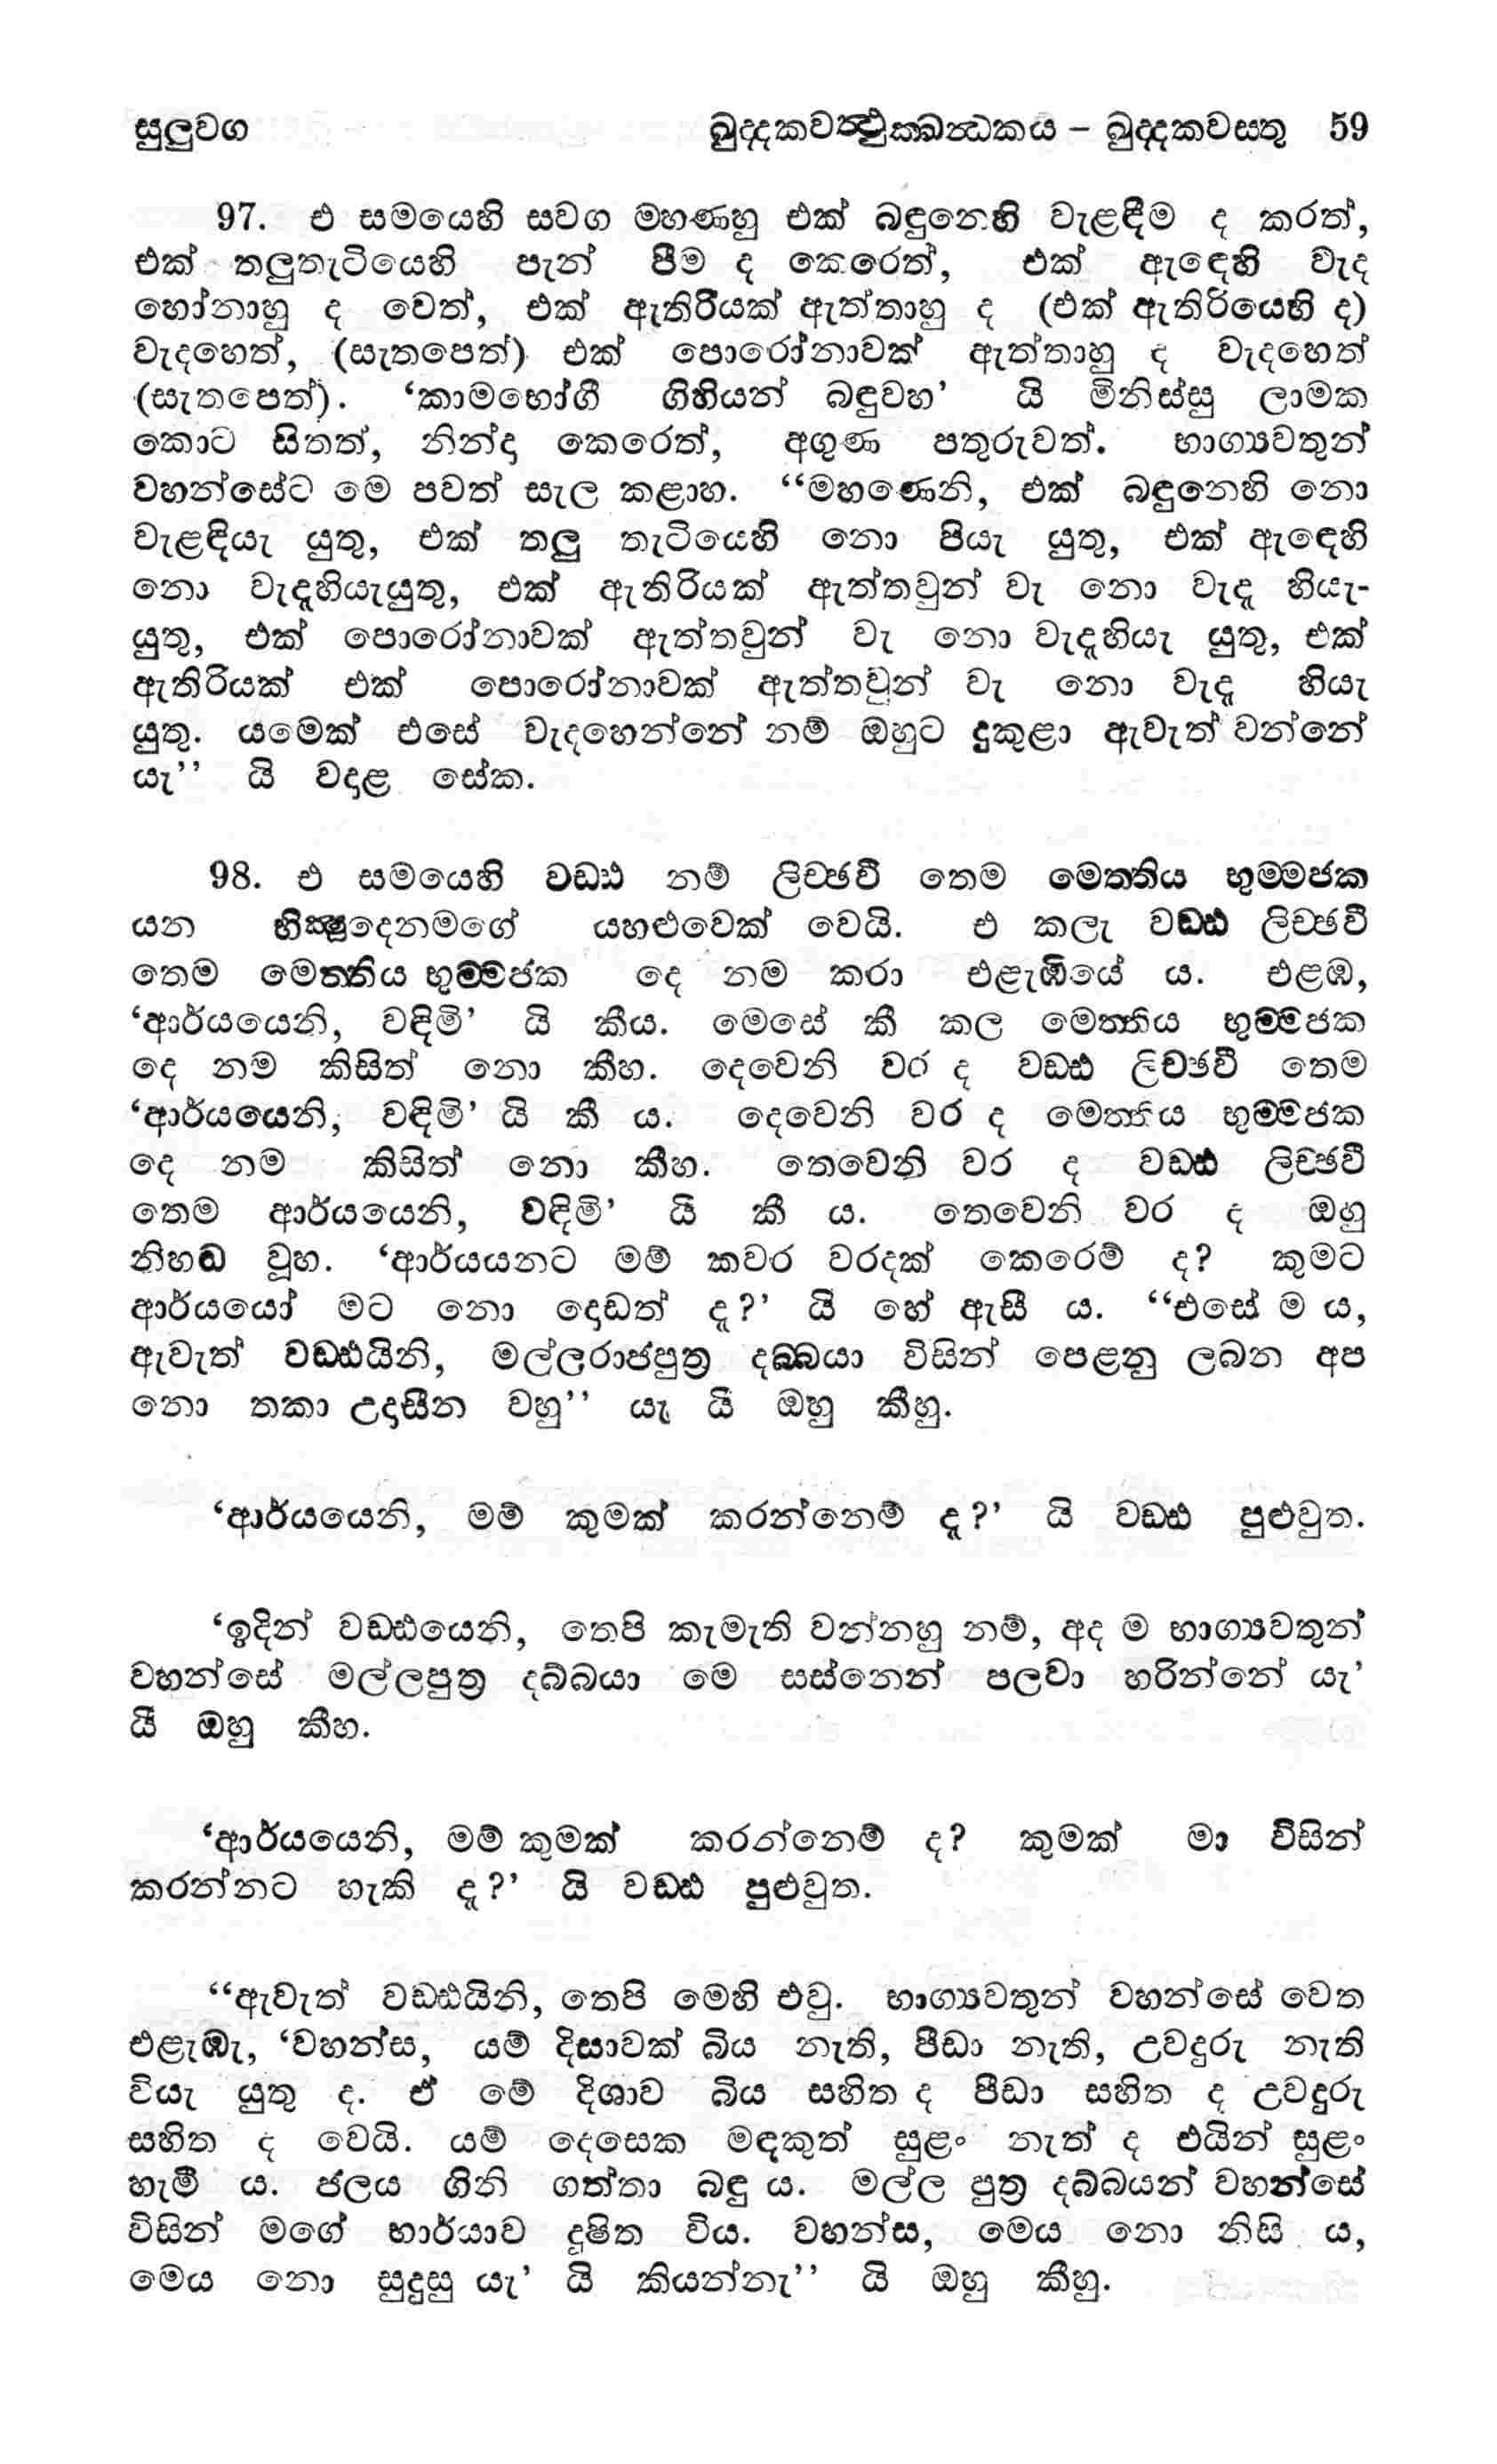 සුලුවග ඛුද්දකවත්ථුක්ඛන්ධකය – ඛුද්දකවසතු 59
97. එ සමයෙහි සවග මහණහු එක් බඳුනෙහි වැළඳීම ද කරත්,
එක් තලුතැටියෙහි පැන් පීම ද කෙරෙත්, එක් ඇඳෙහි වැද
හෝනාහු ද වෙත්, එක් ඇතිරියක් ඇත්තාහු ද (එක් ඇතිරියෙහි ද)
වැදහෙත්, (සැතපෙත්) එක් පොරෝනාවක් ඇත්තාහු ද වැදහෙත්
(සැතපෙත්). ‘කාමභෝගී ගිහියන් බඳුවහ’ යි මිනිස්සු ලාමක
කොට සිතත්, නින්දා කෙරෙත්, අගුණ පතුරුවත්. භාග්‍යවතුන්
වහන්සේට මෙ පවත් සැල කළාහ. “මහණෙනි, එක් බඳුනෙහි නො
වැළඳියැ යුතු, එක් තලු තැටියෙහි නො පියැ යුතු, එක් ඇඳෙහි
නො වැදූහියැයුතු, එක් ඇතිරියක් ඇත්තවුන් වැ නො වැදූ හියැ-
යුතු, එක් පොරෝනාවක් ඇත්තවුන් වැ නො වැදූහියැ යුතු, එක්
ඇතිරියක් එක් පොරෝනාවක් ඇත්තවුන් වැ නො වැදූ හියැ
යුතු. යමෙක් එසේ වැදහෙන්නේ නම් ඔහුට දුකුළා ඇවැත් වන්නේ
යැ” යි වදාළ සේක.
98. එ සමයෙහි වඩ්ඪ නම් ලිච්ඡවී තෙම මෙත්තිය භුම්මජක
යන භික්ෂුදෙනමගේ යහළුවෙක් වෙයි. එ කලැ වඩ්ඪ ලිච්ඡවී
තෙම මෙත්තිය භුම්මජක දෙ නම කරා එළැඹියේ ය. එළඹ,
‘ආර්යයෙනි, වඳිමි’ යි කීය. මෙසේ කී කල මෙත්තිය භුම්මජක
දෙ නම කිසිත් නො කීහ. දෙවෙනි වර ද වඩ්ඪ ලිච්ඡවී තෙම
‘ආර්යයෙනි, වඳිමි’ යි කී ය. දෙවෙනි වර ද මෙත්තිය භුම්මජක
දෙ නම කිසිත් නො කීහ. තෙවෙනි වර ද වඩ්ඪ ලිච්ඡවී
තෙම ආර්යයෙනි, වඳිමි’ යි කී ය. තෙවෙනි වර ද ඔහු
නිහඬ වූහ. ‘ආර්යයනට මම් කවර වරදක් කෙරෙම් ද? කුමට
ආර්යයෝ මට නො දොඩත් දූ?’ යි හේ ඇසී ය. “එසේ ම ය,
ඇවැත් වඩ්ඪයිනි, මල්ලරාජපුත්‍ර දබ්බයා විසින් පෙළනු ලබන අප
නො තකා උදාසීන වහු” යැ යි ඔහු කීහු.
‘ආර්යයෙනි, මම් කුමක් කරන්නෙම් දූ?’ යි වඩ්ඪ පුළුවුත.
‘ඉදින් වඩ්ඪයෙනි, තෙපි කැමැති වන්නහු නම්, අද ම භාග්‍යවතුන්
වහන්සේ මල්ලපුත්‍ර දබ්බයා මෙ සස්නෙන් පලවා හරින්නේ යැ’
යි ඔහු කීහ.
‘ආර්යයෙනි, මම් කුමක් කරන්නෙම් ද? කුමක් මා විසින්
කරන්නට හැකි දූ?’ යි වඩ්ඪ පුළුවුත.
“ඇවැත් වඩ්ඪයිනි, තෙපි මෙහි එවු. භාග්‍යවතුන් වහන්සේ වෙත
එළැඹැ, ‘වහන්ස, යම් දිසාවක් බිය නැති, පීඩා නැති, උවදුරු නැති
වියැ යුතු ද. ඒ මේ දිශාව බිය සහිත ද පීඩා සහිත ද උවදුරු
සහිත ද වෙයි. යම් දෙසෙක මඳකුත් සුළං නැත් ද එයින් සුළං
හැමී ය. ජලය ගිනි ගත්තා බඳු ය. මල්ල පුත්‍ර දබ්බයන් වහන්සේ
විසින් මගේ භාර්යාව දූෂිත විය. වහන්ස, මෙය නො නිසි ය,
මෙය නො සුදුසු යැ’ යි කියන්නැ” යි ඔහු කීහු.